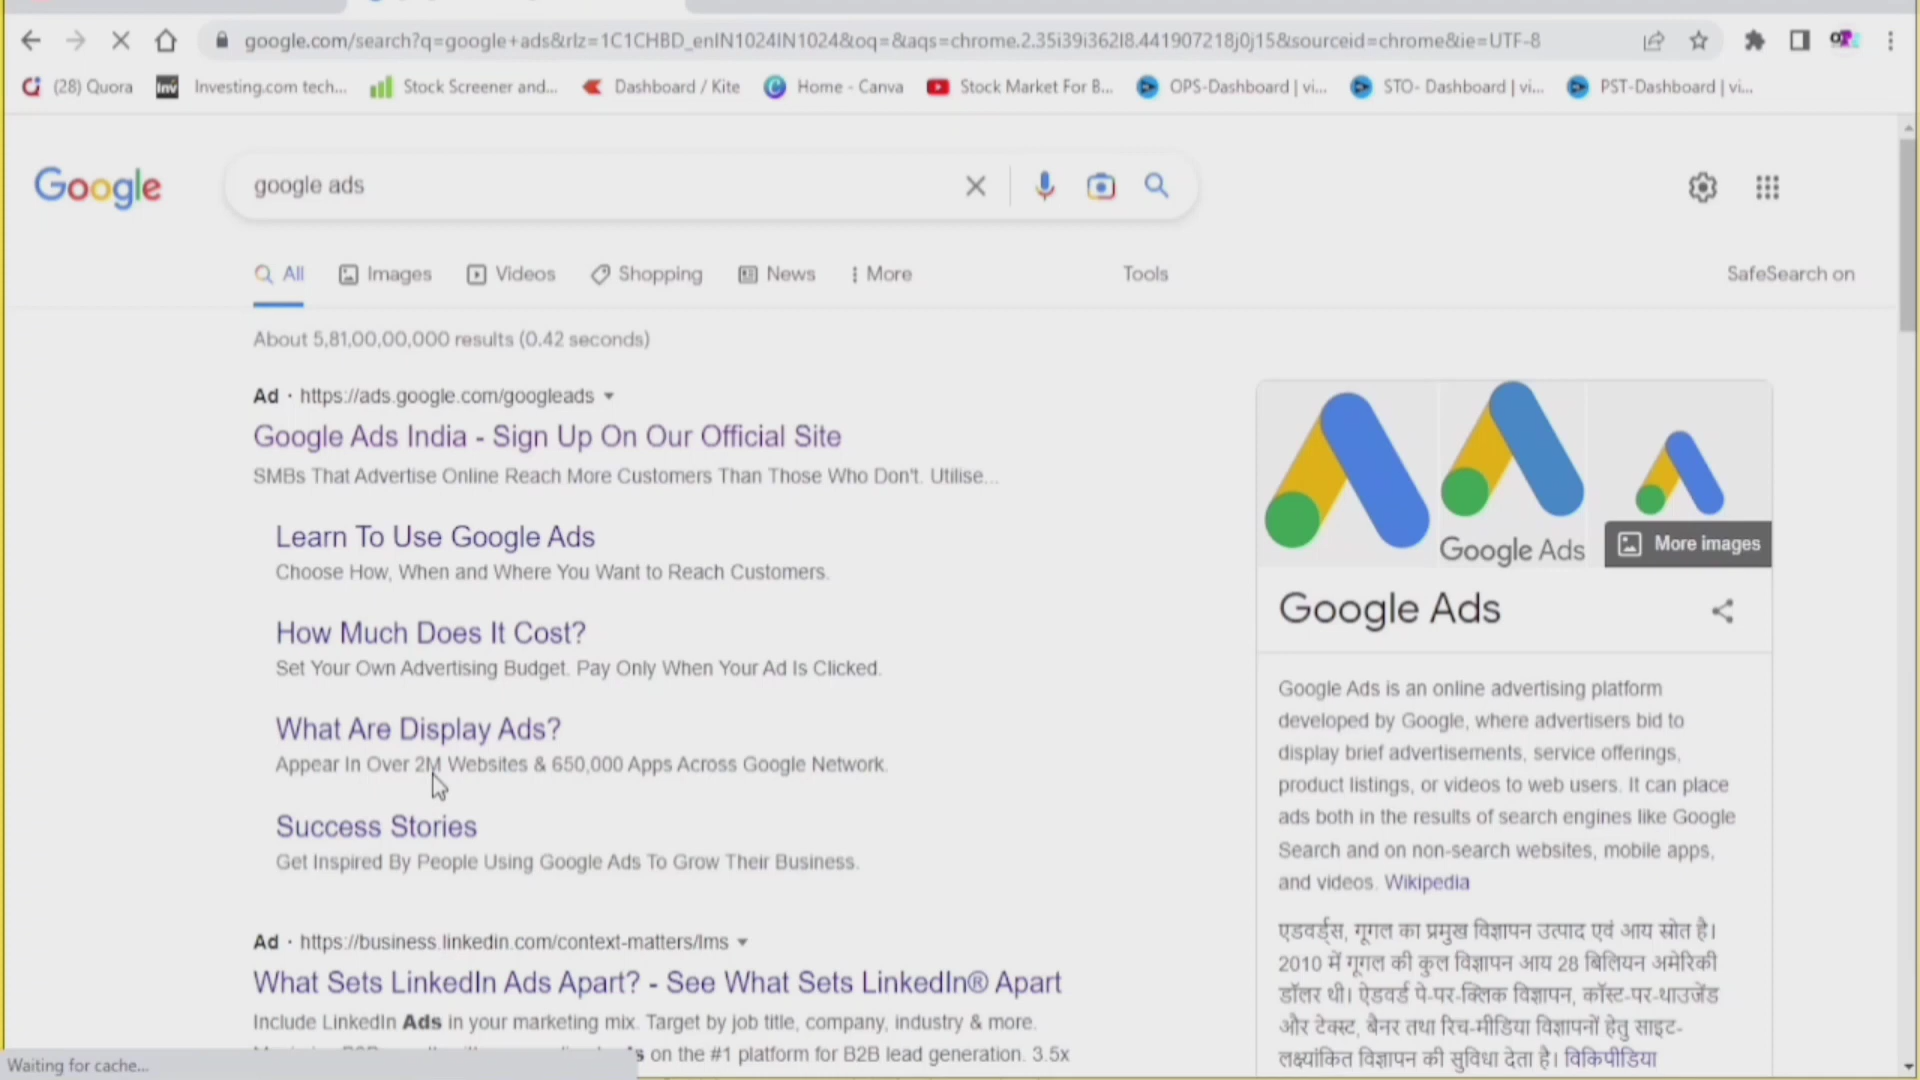 google.com/search?q=google+ads&rlz=1C1CHBD_enIN1024IN1024&oq=&aqs=chrome.2.35i39i362l8.441907218j0j15&sourceid=chrome&ie=UTF-8
(28) Quora
Investing.com tech...
Stock Screener and...
Dashboard / Kite
Home - Canva
Stock Market For B...
OPS-Dashboard | vi...
STO- Dashboard | vi...
PST-Dashboard | vi...
Google
google ads
All
Images
Videos
Shopping
News
More
Tools
SafeSearch on
About 5,81,00,00,000 results (0.42 seconds)
Ad · https://ads.google.com/googleads
Google Ads India - Sign Up On Our Official Site
SMBs That Advertise Online Reach More Customers Than Those Who Don't. Utilise...
Learn To Use Google Ads
Choose How, When and Where You Want to Reach Customers.
How Much Does It Cost?
Set Your Own Advertising Budget. Pay Only When Your Ad Is Clicked.
What Are Display Ads?
Appear In Over 2M Websites & 650,000 Apps Across Google Network.
Success Stories
Get Inspired By People Using Google Ads To Grow Their Business.
Ad · https://business.linkedin.com/context-matters/lms
What Sets LinkedIn Ads Apart? - See What Sets LinkedIn® Apart
Include LinkedIn Ads in your marketing mix. Target by job title, company, industry & more.
on the #1 platform for B2B lead generation. 3.5x
Google Ads
More images
Google Ads
Google Ads is an online advertising platform
developed by Google, where advertisers bid to
display brief advertisements, service offerings,
product listings, or videos to web users. It can place
ads both in the results of search engines like Google
Search and on non-search websites, mobile apps,
and videos. Wikipedia
एडवर्ड्स, गूगल का प्रमुख विज्ञापन उत्पाद एवं आय स्रोत है।
2010 में गूगल की कुल विज्ञापन आय 28 बिलियन अमेरिकी
डॉलर थी। ऐडवर्ड पे-पर-क्लिक विज्ञापन, कॉस्ट-पर-थाउजेंड
और टेक्स्ट, बैनर तथा रिच-मीडिया विज्ञापनों हेतु साइट-
लक्ष्यांकित विज्ञापन की सुविधा देता है। विकिपीडिया
Waiting for cache...